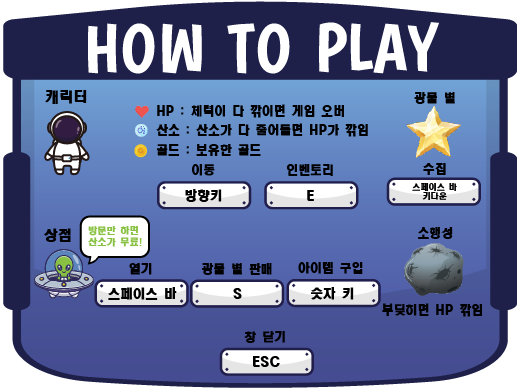 HOW TO PLAY
캐릭터
HP : 체력이 다 깎이면 게임 오버
산소 : 산소가 다 줄어들면 HP가 깎임
골드 : 보유한 골드
광물 별
이동
방향키
인벤토리
E
수집
스페이스 바
키다운
상점
방문만 하면
산소가 무료!
열기
스페이스 바
광물 별 판매
S
아이템 구입
숫자 키
소행성
부딪히면 HP 깎임
창 닫기
ESC